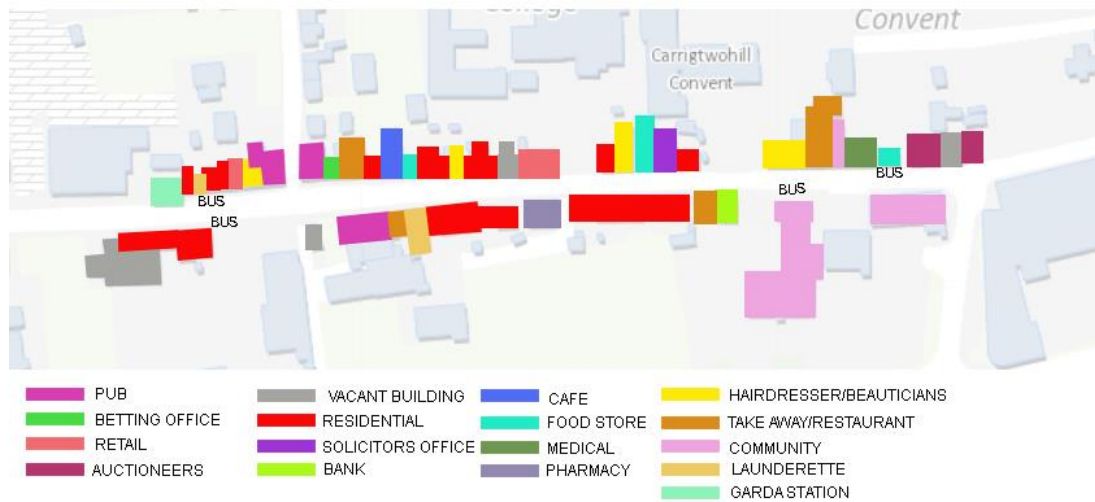 College
Convent
Carrigtwohill
Convent
BUS
BUS
BUS
BUS
PUB
BETTING OFFICE
RETAIL
AUCTIONEERS
VACANT BUILDING
RESIDENTIAL
SOLICITORS OFFICE
BANK
CAFE
FOOD STORE
MEDICAL
PHARMACY
HAIRDRESSER/BEAUTICIANS
TAKE AWAY/RESTAURANT
COMMUNITY
LAUNDERETTE
GARDA STATION